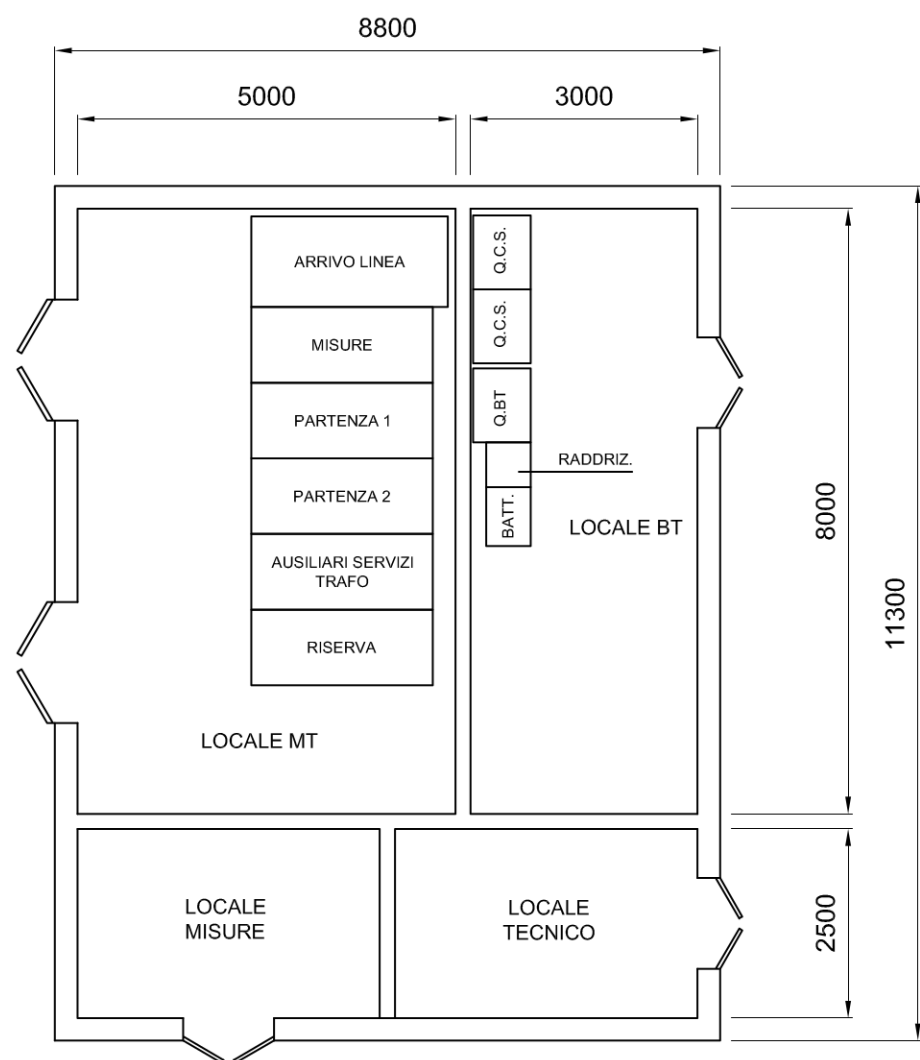 8800
5000
3000
ARRIVO LINEA
MISURE
PARTENZA 1
PARTENZA 2
AUSILIARI SERVIZI
TRAFO
RISERVA
LOCALE MT
Q.C.S.
Q.C.S.
Q.BT
RADDRIZ.
BATT.
LOCALE BT
8000
11300
LOCALE
MISURE
LOCALE
TECNICO
2500